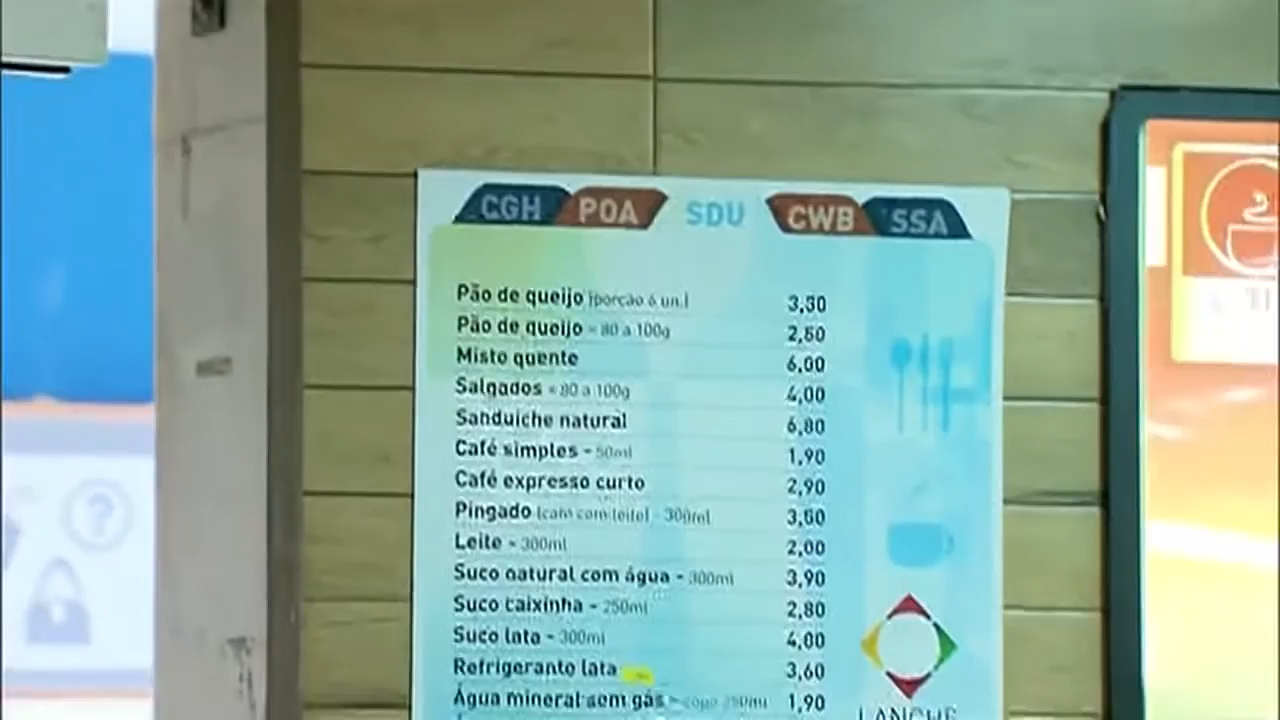 CGH POA SDU CWB SSA
Pão de queijo (porção 6 un.) 3,50
Pão de queijo - 80 a 100g 2,50
Misto quente 6,00
Salgados - 80 a 100g 4,00
Sanduiche natural 6,80
Café simples - 50ml 1,90
Café expresso curto 2,90
Pingado (café com leite) - 300ml 3,60
Leite - 300ml 2,00
Suco natural com água - 300ml 3,90
Suco caixinha - 250ml 2,80
Suco lata - 300ml 4,00
Refrigerante lata 3,60
Água mineral sem gás - copo 1,90
LANCHE